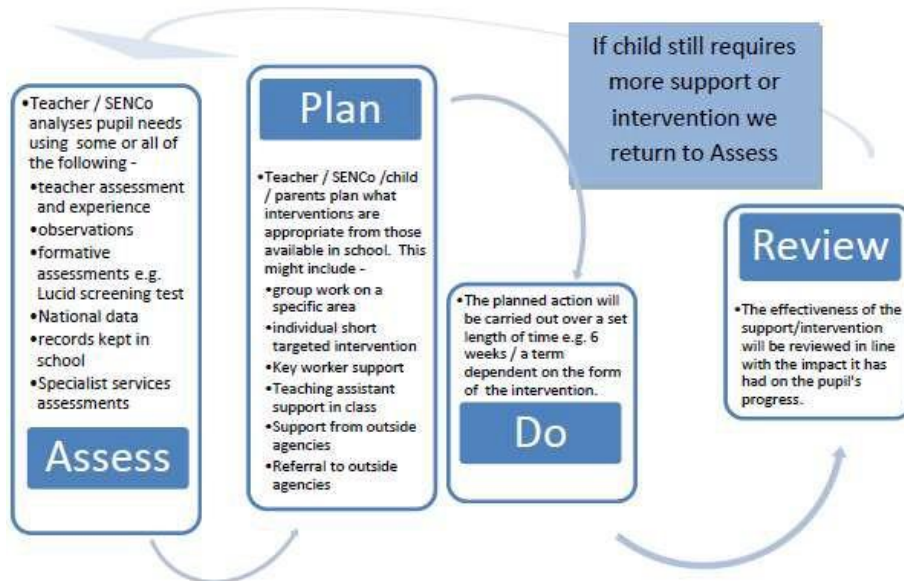 •Teacher / SENCo
analyses pupil needs
using some or all of
the following -
•teacher assessment
and experience
•observations
•formative
assessments e.g.
Lucid screening test
•National data
•records kept in
school
•Specialist services
assessments
Assess
Plan
•Teacher / SENCo /child
/ parents plan what
interventions are
appropriate from those
available in school. This
might include -
•group work on a
specific area
•individual short
targeted intervention
•Key worker support
•Teaching assistant
support in class
•Support from outside
agencies
•Referral to outside
agencies
•The planned action will
be carried out over a set
length of time e.g. 6
weeks / a term
dependent on the form
of the intervention.
Do
If child still requires
more support or
intervention we
return to Assess
Review
•The effectiveness of the
support/intervention
will be reviewed in line
with the impact it has
had on the pupil's
progress.